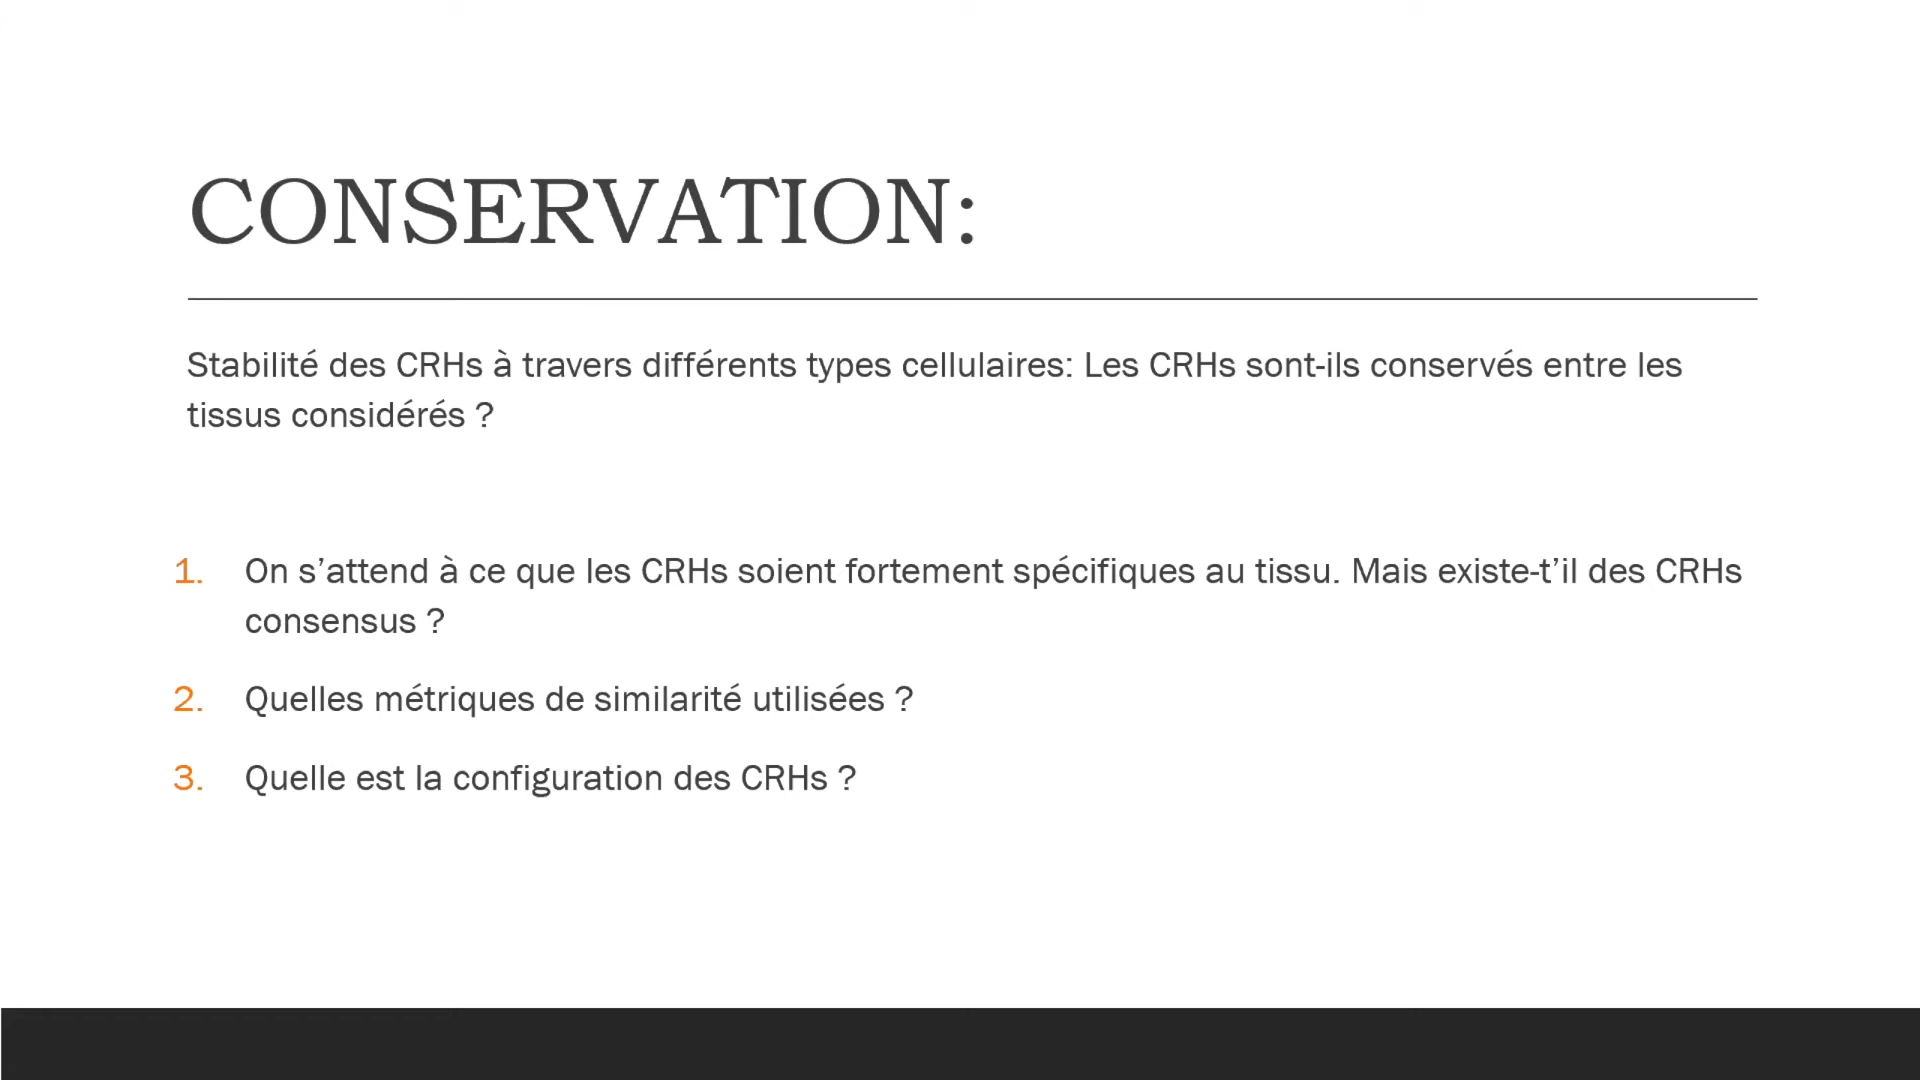 CONSERVATION:
Stabilité des CRHs à travers différents types cellulaires: Les CRHs sont-ils conservés entre les
tissus considérés ?
1. On s’attend à ce que les CRHs soient fortement spécifiques au tissu. Mais existe-t’il des CRHs
consensus ?
2. Quelles métriques de similarité utilisées ?
3. Quelle est la configuration des CRHs ?